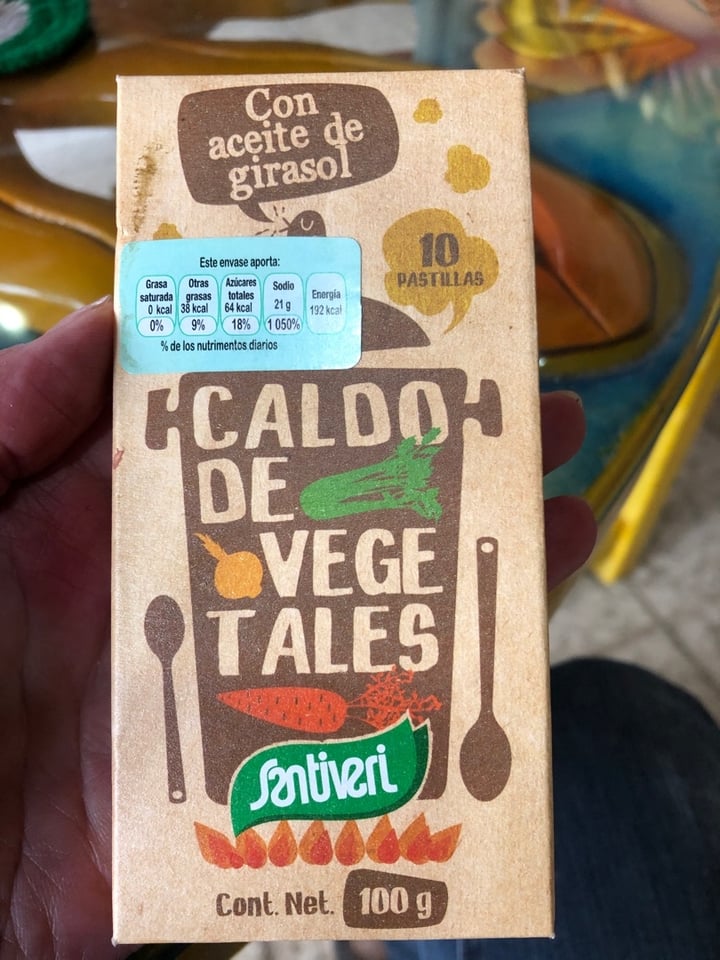 Con
aceite de
girasol
10
PASTILLAS
Este envase aporta:
Grasa saturada 0 kcal 0%
Otras grasas 38 kcal 9%
Azúcares totales 64 kcal 18%
Sodio 21 g 1 050%
Energía 192 kcal
% de los nutrimentos diarios
CALDO
DE
VEGE
TALES
Santiveri
Cont. Net. 100 g